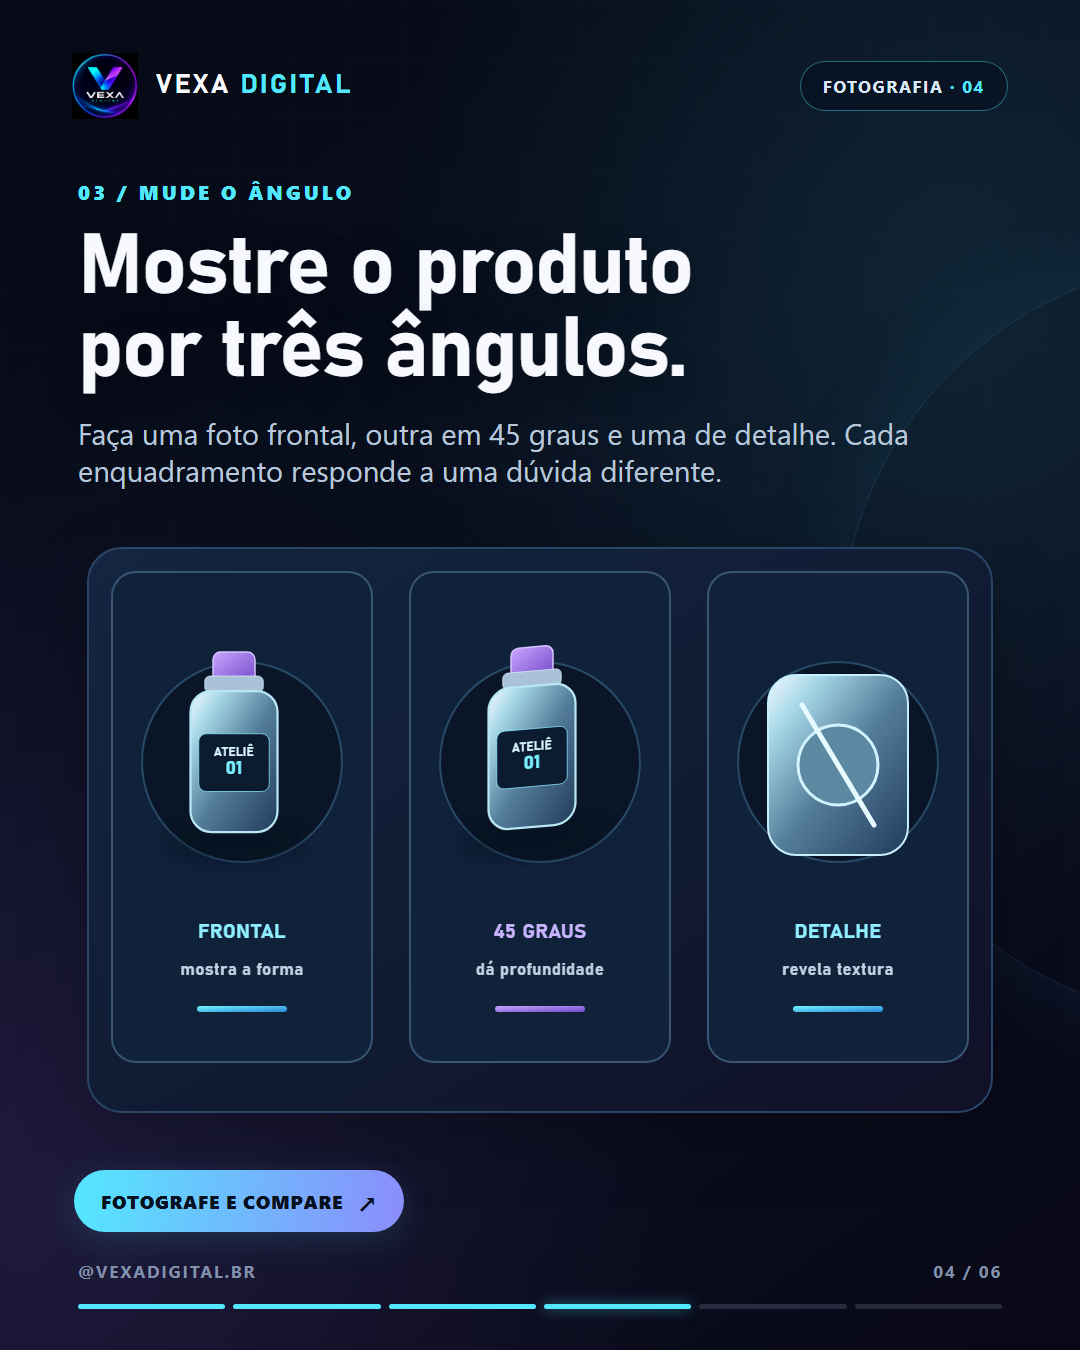 VEXA
DIGITAL
VEXA DIGITAL
FOTOGRAFIA · 04
03 / MUDE O ÂNGULO
Mostre o produto
por três ângulos.
Faça uma foto frontal, outra em 45 graus e uma de detalhe. Cada
enquadramento responde a uma dúvida diferente.
ATELIÊ
01
FRONTAL
mostra a forma
ATELIÊ
01
45 GRAUS
dá profundidade
DETALHE
revela textura
FOTOGRAFE E COMPARE ↗
@VEXADIGITAL.BR
04 / 06